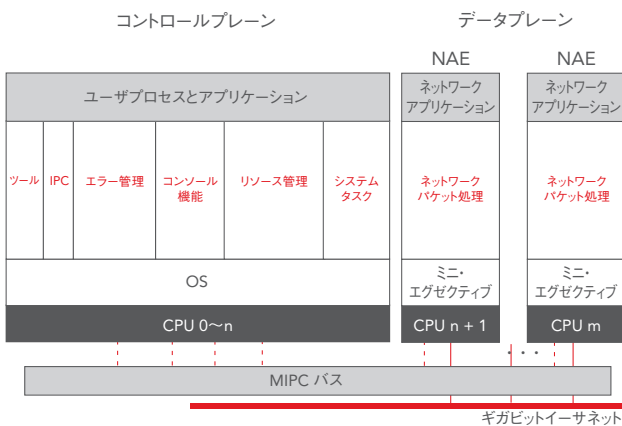 コントロールプレーン
データプレーン
NAE
NAE
ユーザプロセスとアプリケーション
ネットワーク
アプリケーション
ネットワーク
アプリケーション
ツール
IPC
エラー管理
コンソール
機能
リソース管理
システム
タスク
ネットワーク
パケット処理
ネットワーク
パケット処理
OS
ミニ・
エグゼクティブ
ミニ・
エグゼクティブ
CPU 0〜n
CPU n + 1
CPU m
・・・
MIPC バス
ギガビットイーサネット